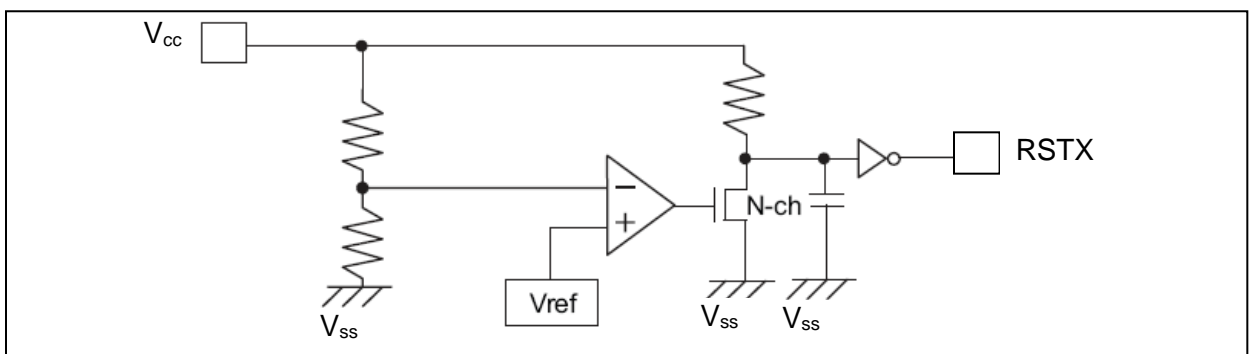 Vcc
RSTX
−
+
N-ch
Vref
Vss
Vss
Vss